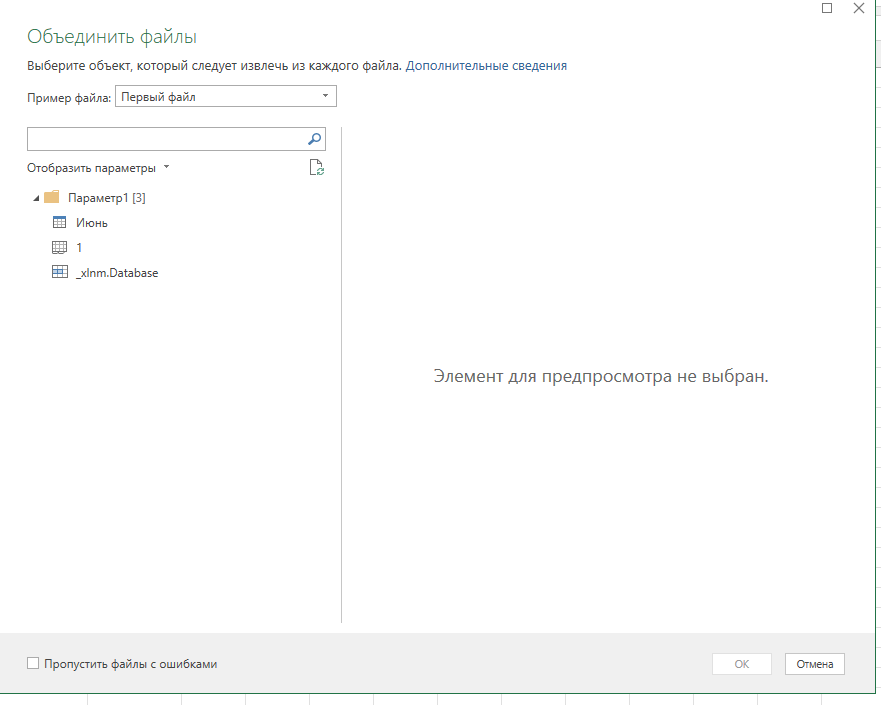 Объединить файлы
Выберите объект, который следует извлечь из каждого файла. Дополнительные сведения
Пример файла: Первый файл
Отобразить параметры
Параметр1 [3]
Июнь
1
_xlnm.Database
Элемент для предпросмотра не выбран.
Пропустить файлы с ошибками
ОК Отмена